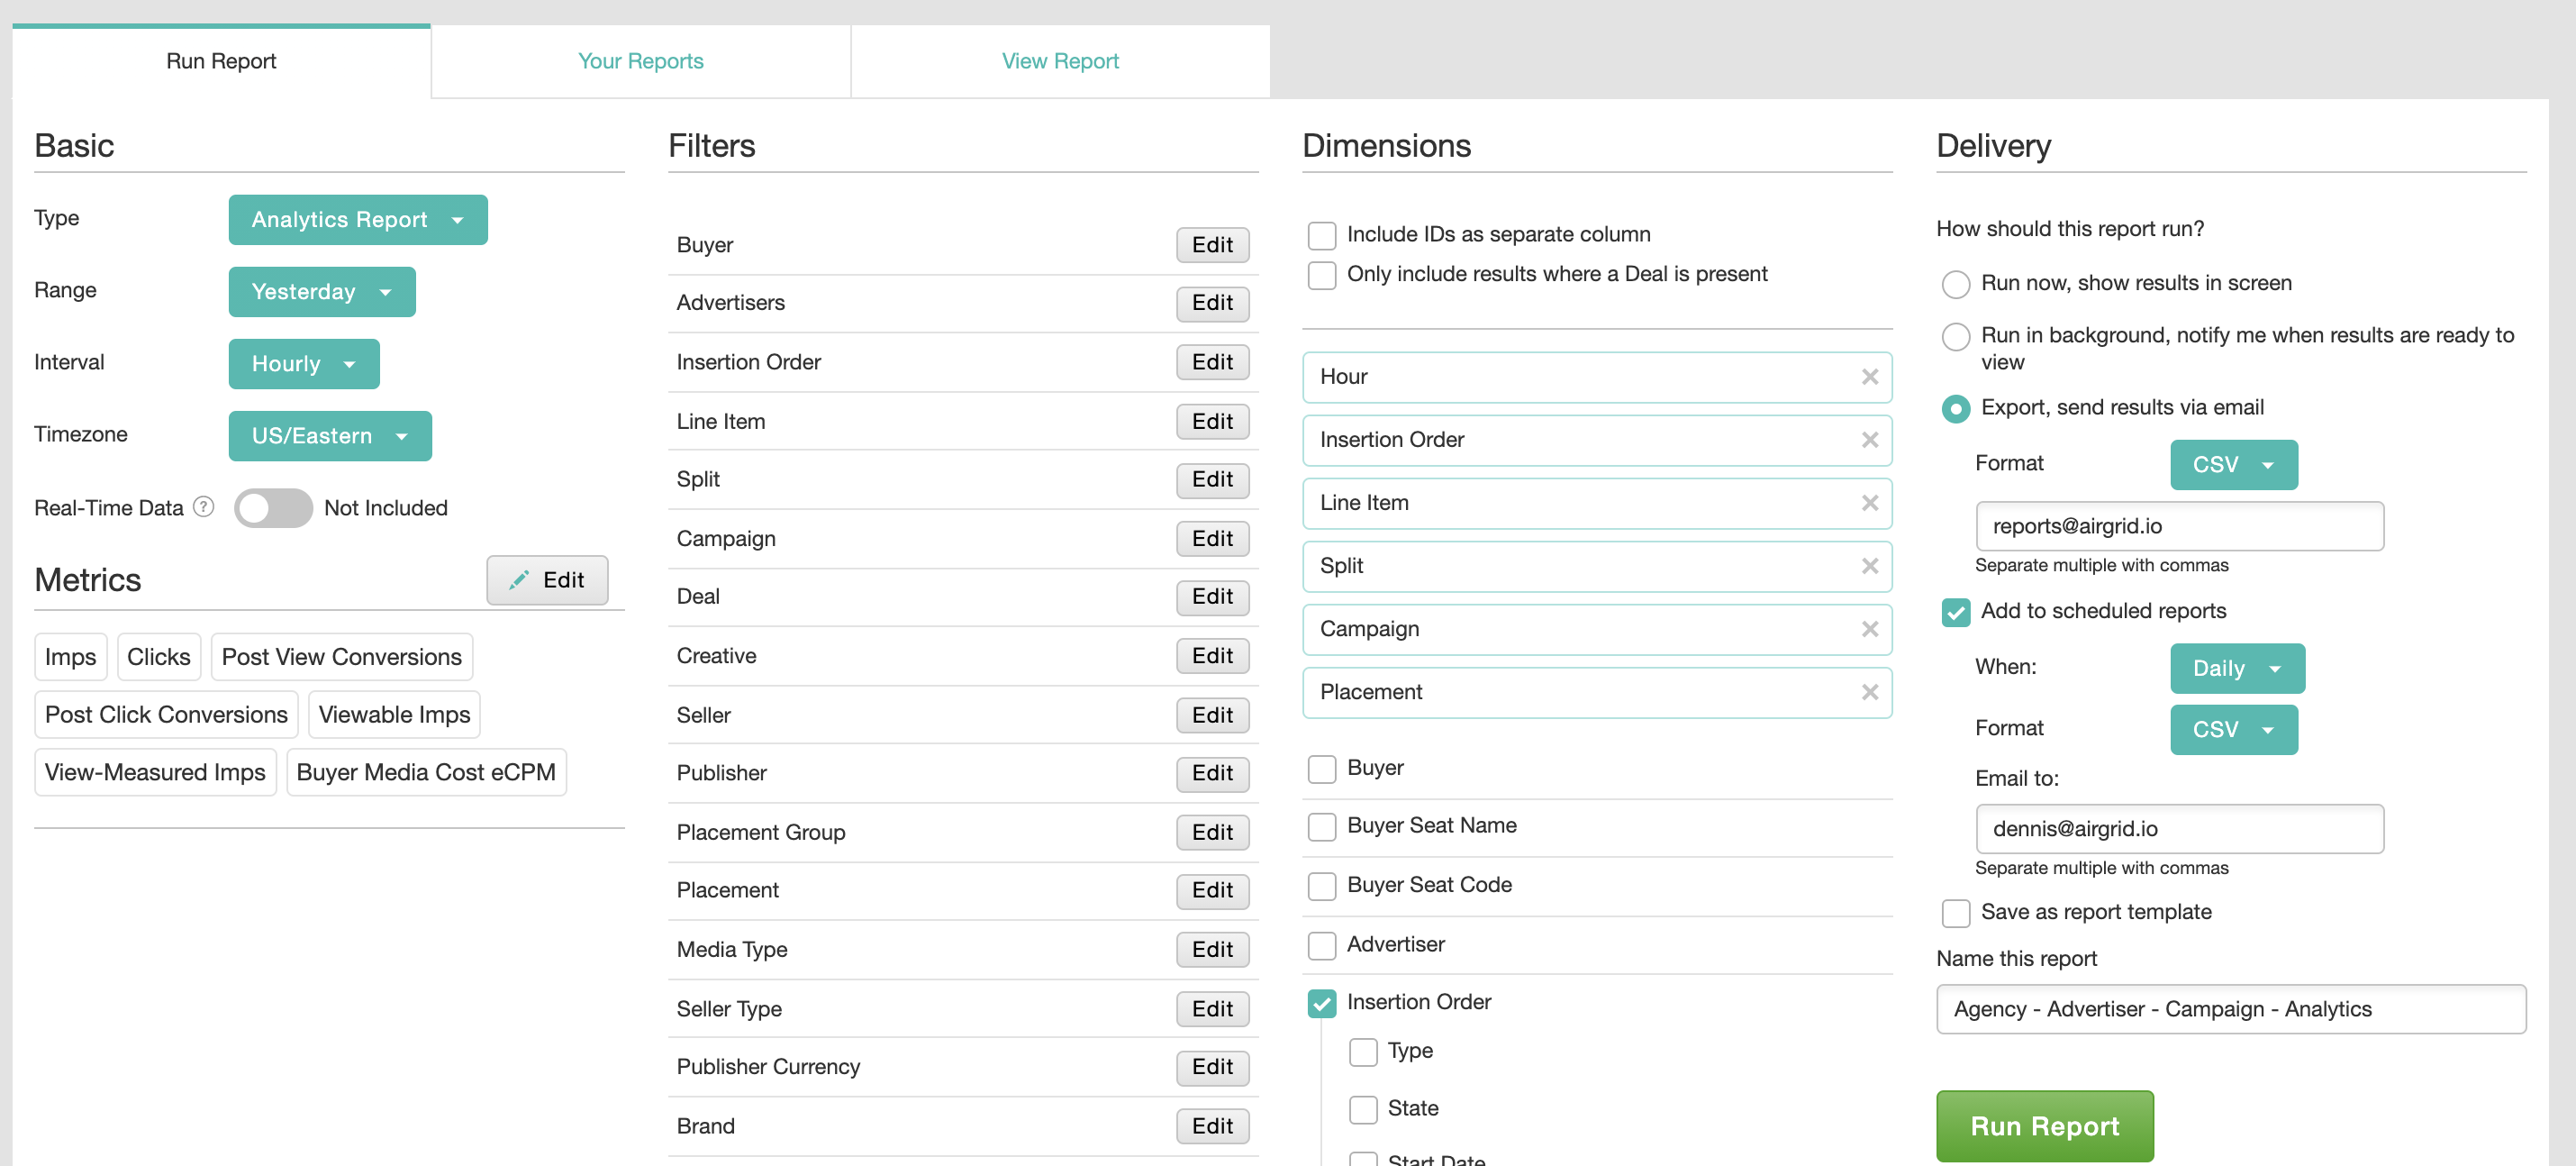 Run Report
Your Reports
View Report
Basic
Type
Analytics Report
Range
Yesterday
Interval
Hourly
Timezone
US/Eastern
Real-Time Data ?
Not Included
Metrics
Edit
Imps
Clicks
Post View Conversions
Post Click Conversions
Viewable Imps
View-Measured Imps
Buyer Media Cost eCPM
Filters
Buyer
Edit
Advertisers
Edit
Insertion Order
Edit
Line Item
Edit
Split
Edit
Campaign
Edit
Deal
Edit
Creative
Edit
Seller
Edit
Publisher
Edit
Placement Group
Edit
Placement
Edit
Media Type
Edit
Seller Type
Edit
Publisher Currency
Edit
Brand
Edit
Dimensions
Include IDs as separate column
Only include results where a Deal is present
Hour
Insertion Order
Line Item
Split
Campaign
Placement
Buyer
Buyer Seat Name
Buyer Seat Code
Advertiser
Insertion Order
Type
State
Start Date
Delivery
How should this report run?
Run now, show results in screen
Run in background, notify me when results are ready to
view
Export, send results via email
Format
CSV
reports@airgrid.io
Separate multiple with commas
Add to scheduled reports
When:
Daily
Format
CSV
Email to:
dennis@airgrid.io
Separate multiple with commas
Save as report template
Name this report
Agency - Advertiser - Campaign - Analytics
Run Report